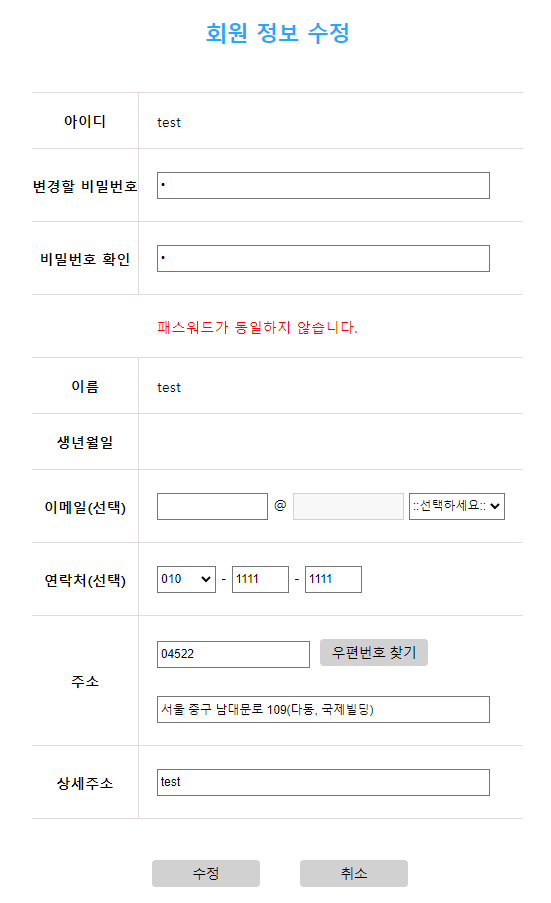 회원 정보 수정
아이디 test
변경할 비밀번호 •
비밀번호 확인 •
패스워드가 동일하지 않습니다.
이름 test
생년월일
이메일(선택) @ ::선택하세요::
연락처(선택) 010 - 1111 - 1111
04522 우편번호 찾기
주소
서울 중구 남대문로 109(다동, 국제빌딩)
상세주소 test
수정 취소